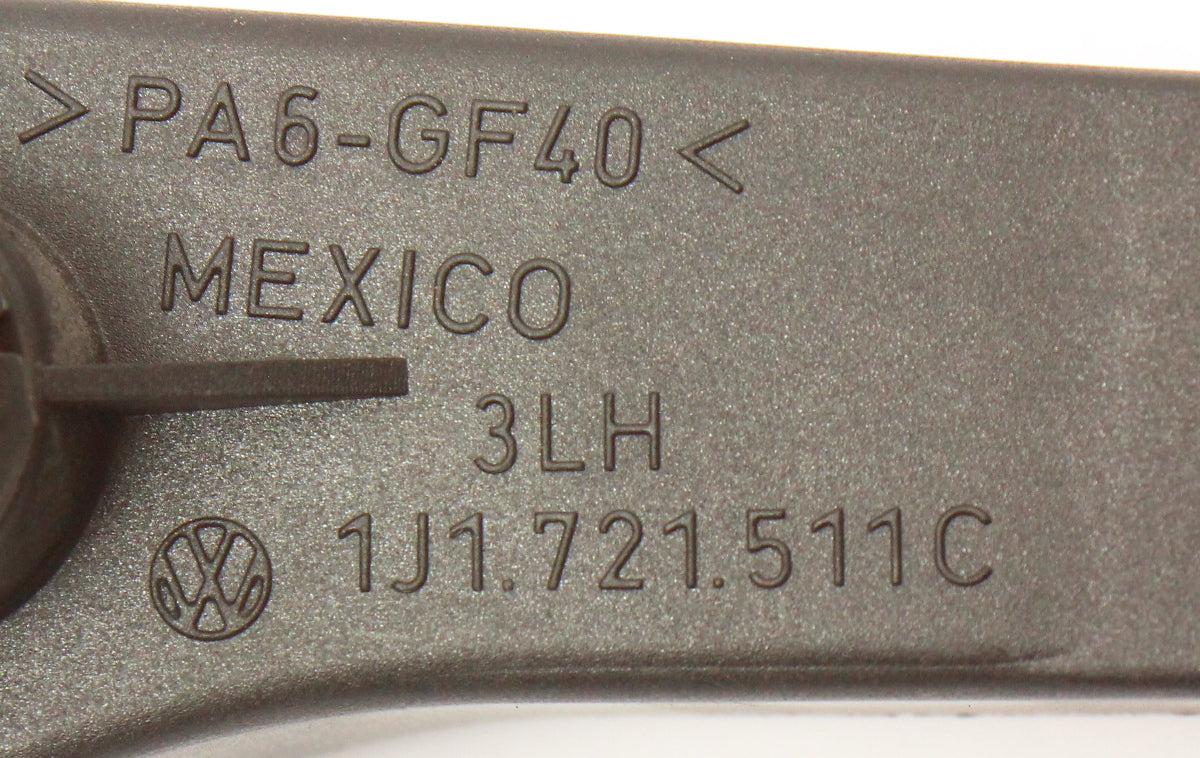 >PA6-GF40<
MEXICO
3LH
1J1.721.511C